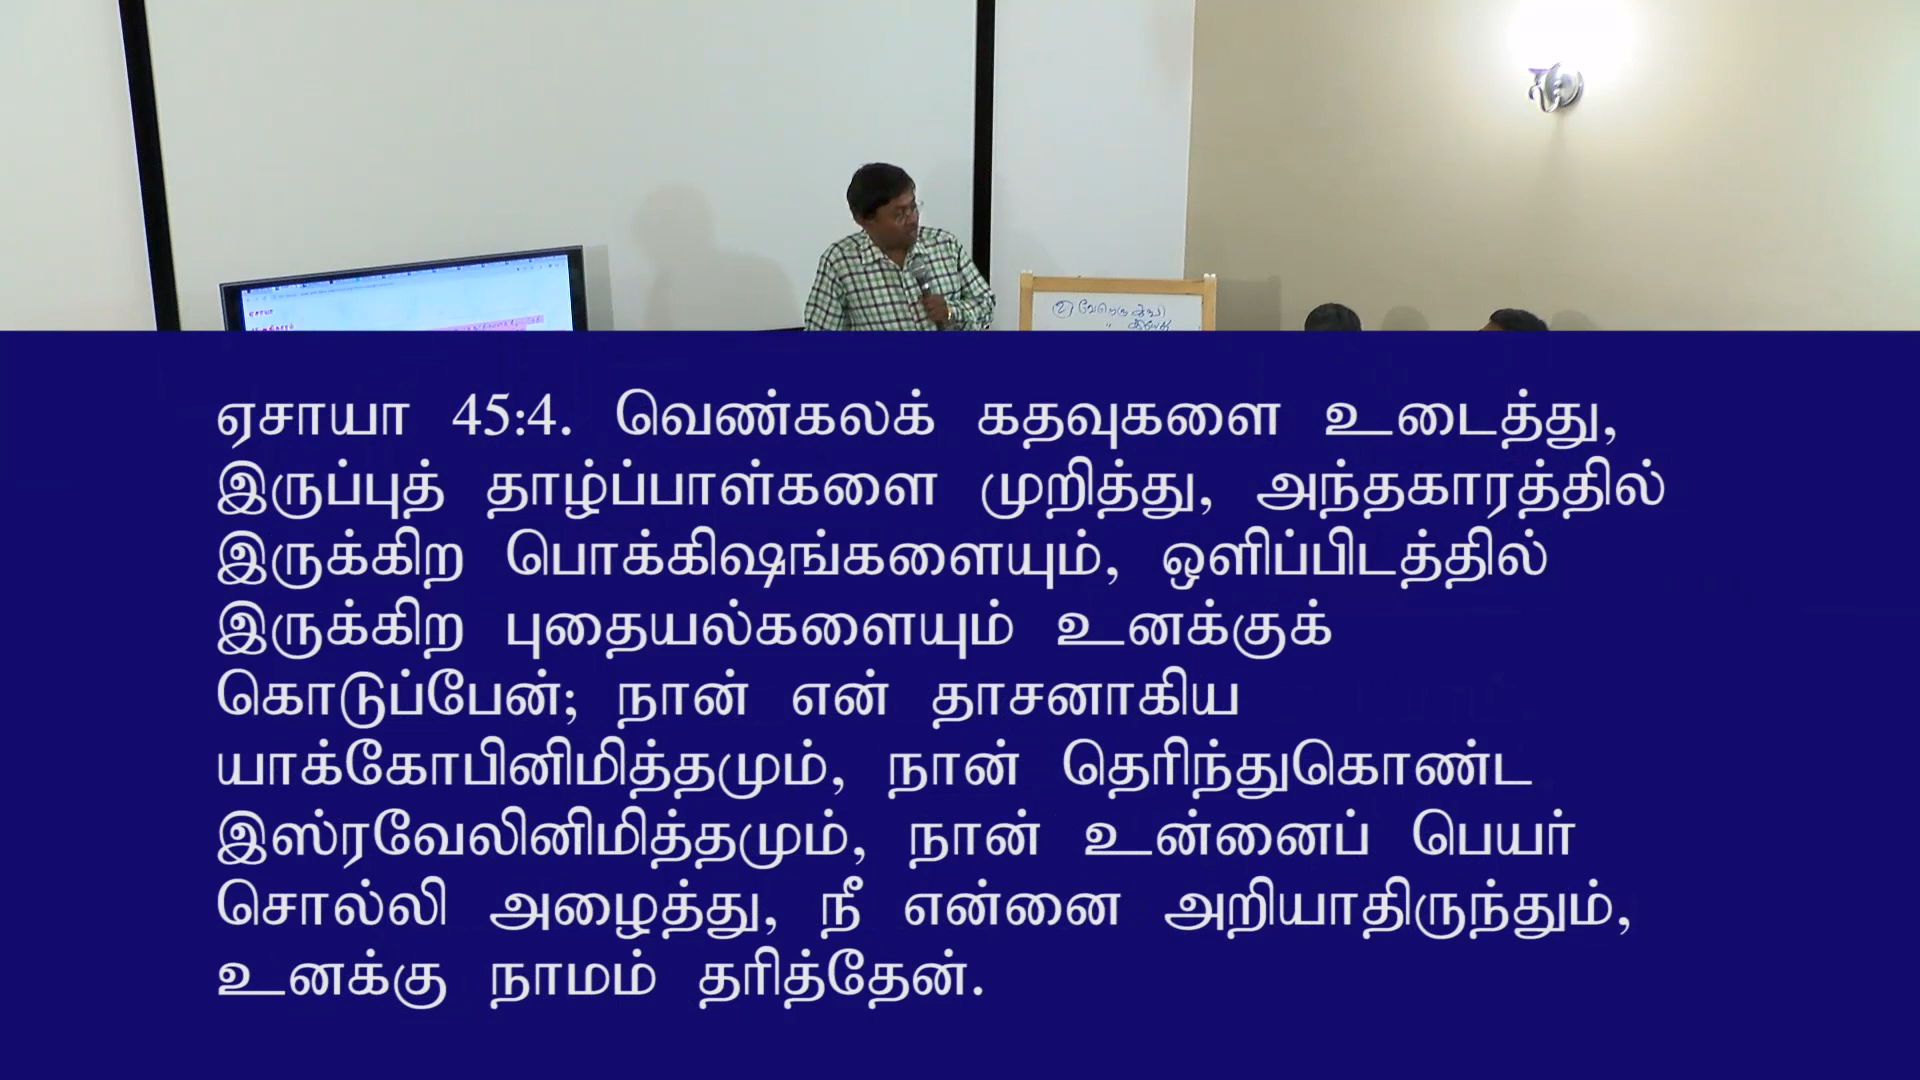 ஏசாயா
ஏசாயா 45:4. வெண்கலக் கதவுகளை உடைத்து,
இருப்புத் தாழ்ப்பாள்களை முறித்து, அந்தகாரத்தில்
இருக்கிற பொக்கிஷங்களையும், ஒளிப்பிடத்தில்
இருக்கிற புதையல்களையும் உனக்குக்
கொடுப்பேன்; நான் என் தாசனாகிய
யாக்கோபினிமித்தமும், நான் தெரிந்துகொண்ட
இஸ்ரவேலினிமித்தமும், நான் உன்னைப் பெயர்
சொல்லி அழைத்து, நீ என்னை அறியாதிருந்தும்,
உனக்கு நாமம் தரித்தேன்.